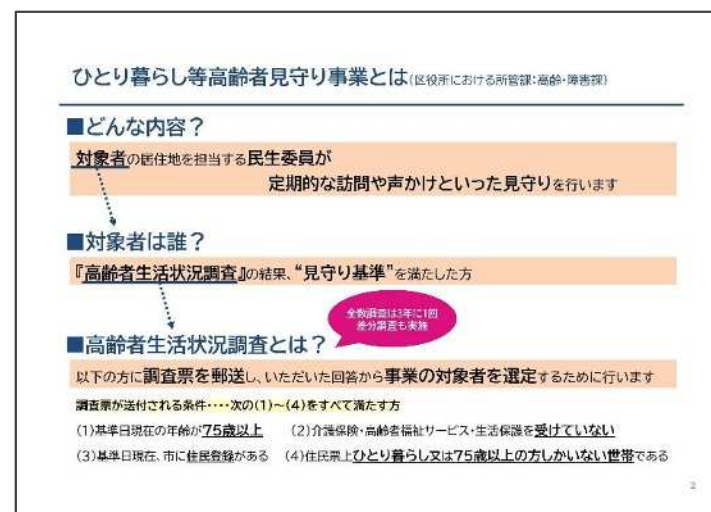 ひとり暮らし等高齢者見守り事業とは(区役所における所管課:高齢・障害課)
■どんな内容？
対象者の居住地を担当する民生委員が
定期的な訪問や声かけといった見守りを行います
■対象者は誰？
『高齢者生活状況調査』の結果、“見守り基準”を満たした方
全数調査は3年に1回
差分調査も実施
■高齢者生活状況調査とは？
以下の方に調査票を郵送し、いただいた回答から事業の対象者を選定するために行います
調査票が送付される条件････次の(1)～(4)をすべて満たす方
(1)基準日現在の年齢が75歳以上 (2)介護保険・高齢者福祉サービス・生活保護を受けていない
(3)基準日現在、市に住民登録がある (4)住民票上ひとり暮らし又は75歳以上の方しかいない世帯である
2